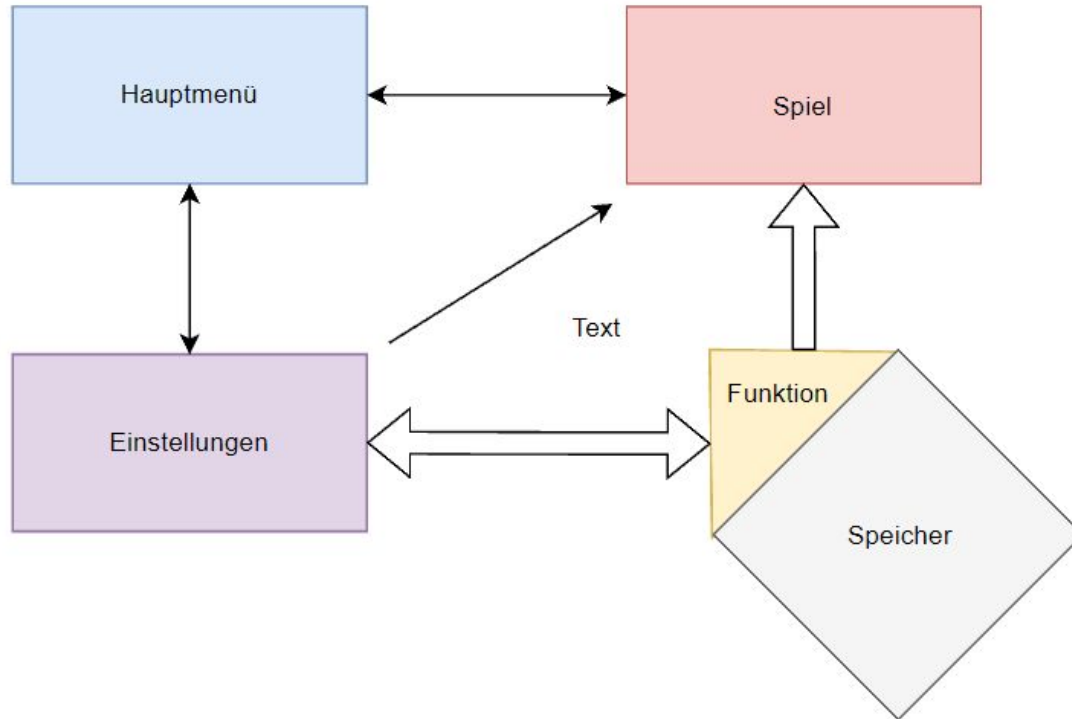 Hauptmenü
Spiel
Text
Funktion
Einstellungen
Speicher